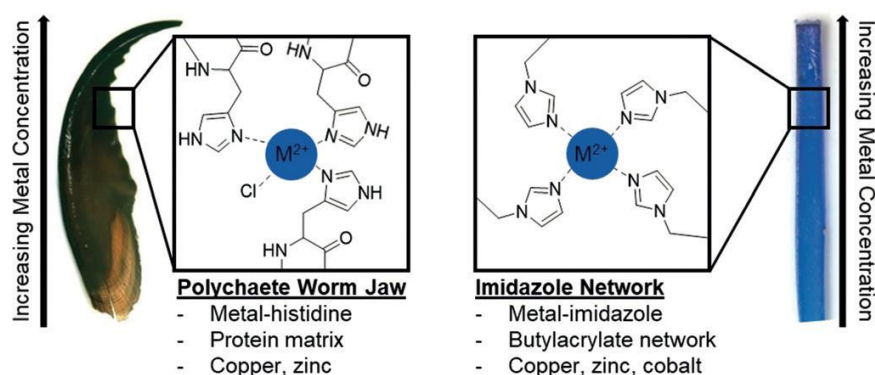 Increasing Metal Concentration
HN
O
HN
O
HN
N
N
NH
M2+
Cl
N
NH
HN
O
N
N
N
N
M2+
N
N
N
N
Increasing Metal Concentration
Polychaete Worm Jaw
- Metal-histidine
- Protein matrix
- Copper, zinc
Imidazole Network
- Metal-imidazole
- Butylacrylate network
- Copper, zinc, cobalt